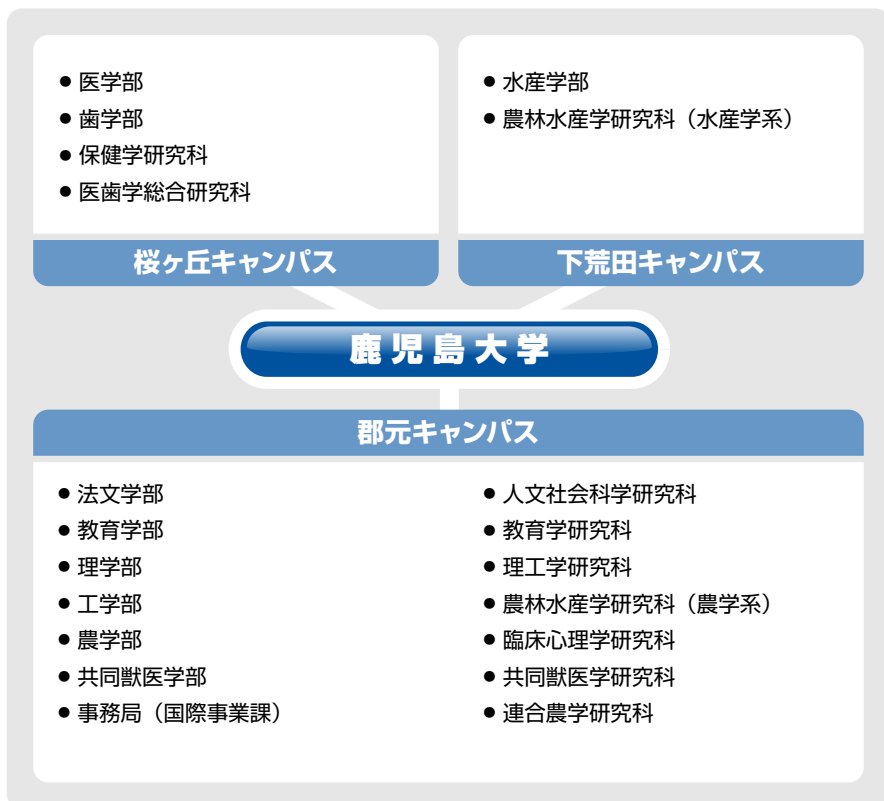 ● 医学部
● 歯学部
● 保健学研究科
● 医歯学総合研究科
桜ヶ丘キャンパス
● 水産学部
● 農林水産学研究科（水産学系）
下荒田キャンパス
鹿児島大学
郡元キャンパス
● 法文学部
● 教育学部
● 理学部
● 工学部
● 農学部
● 共同獣医学部
● 事務局（国際事業課）
● 人文社会科学研究科
● 教育学研究科
● 理工学研究科
● 農林水産学研究科（農学系）
● 臨床心理学研究科
● 共同獣医学研究科
● 連合農学研究科